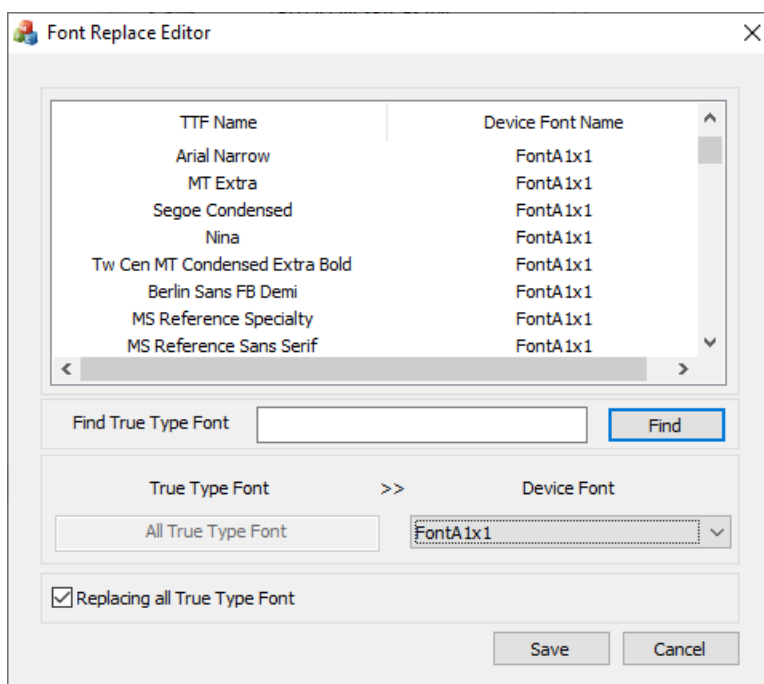 Font Replace Editor
TTF Name Device Font Name
Arial Narrow FontA1x1
MT Extra FontA1x1
Segoe Condensed FontA1x1
Nina FontA1x1
Tw Cen MT Condensed Extra Bold FontA1x1
Berlin Sans FB Demi FontA1x1
MS Reference Specialty FontA1x1
MS Reference Sans Serif FontA1x1
Find True Type Font Find
True Type Font >> Device Font
All True Type Font FontA1x1
Replacing all True Type Font
Save Cancel